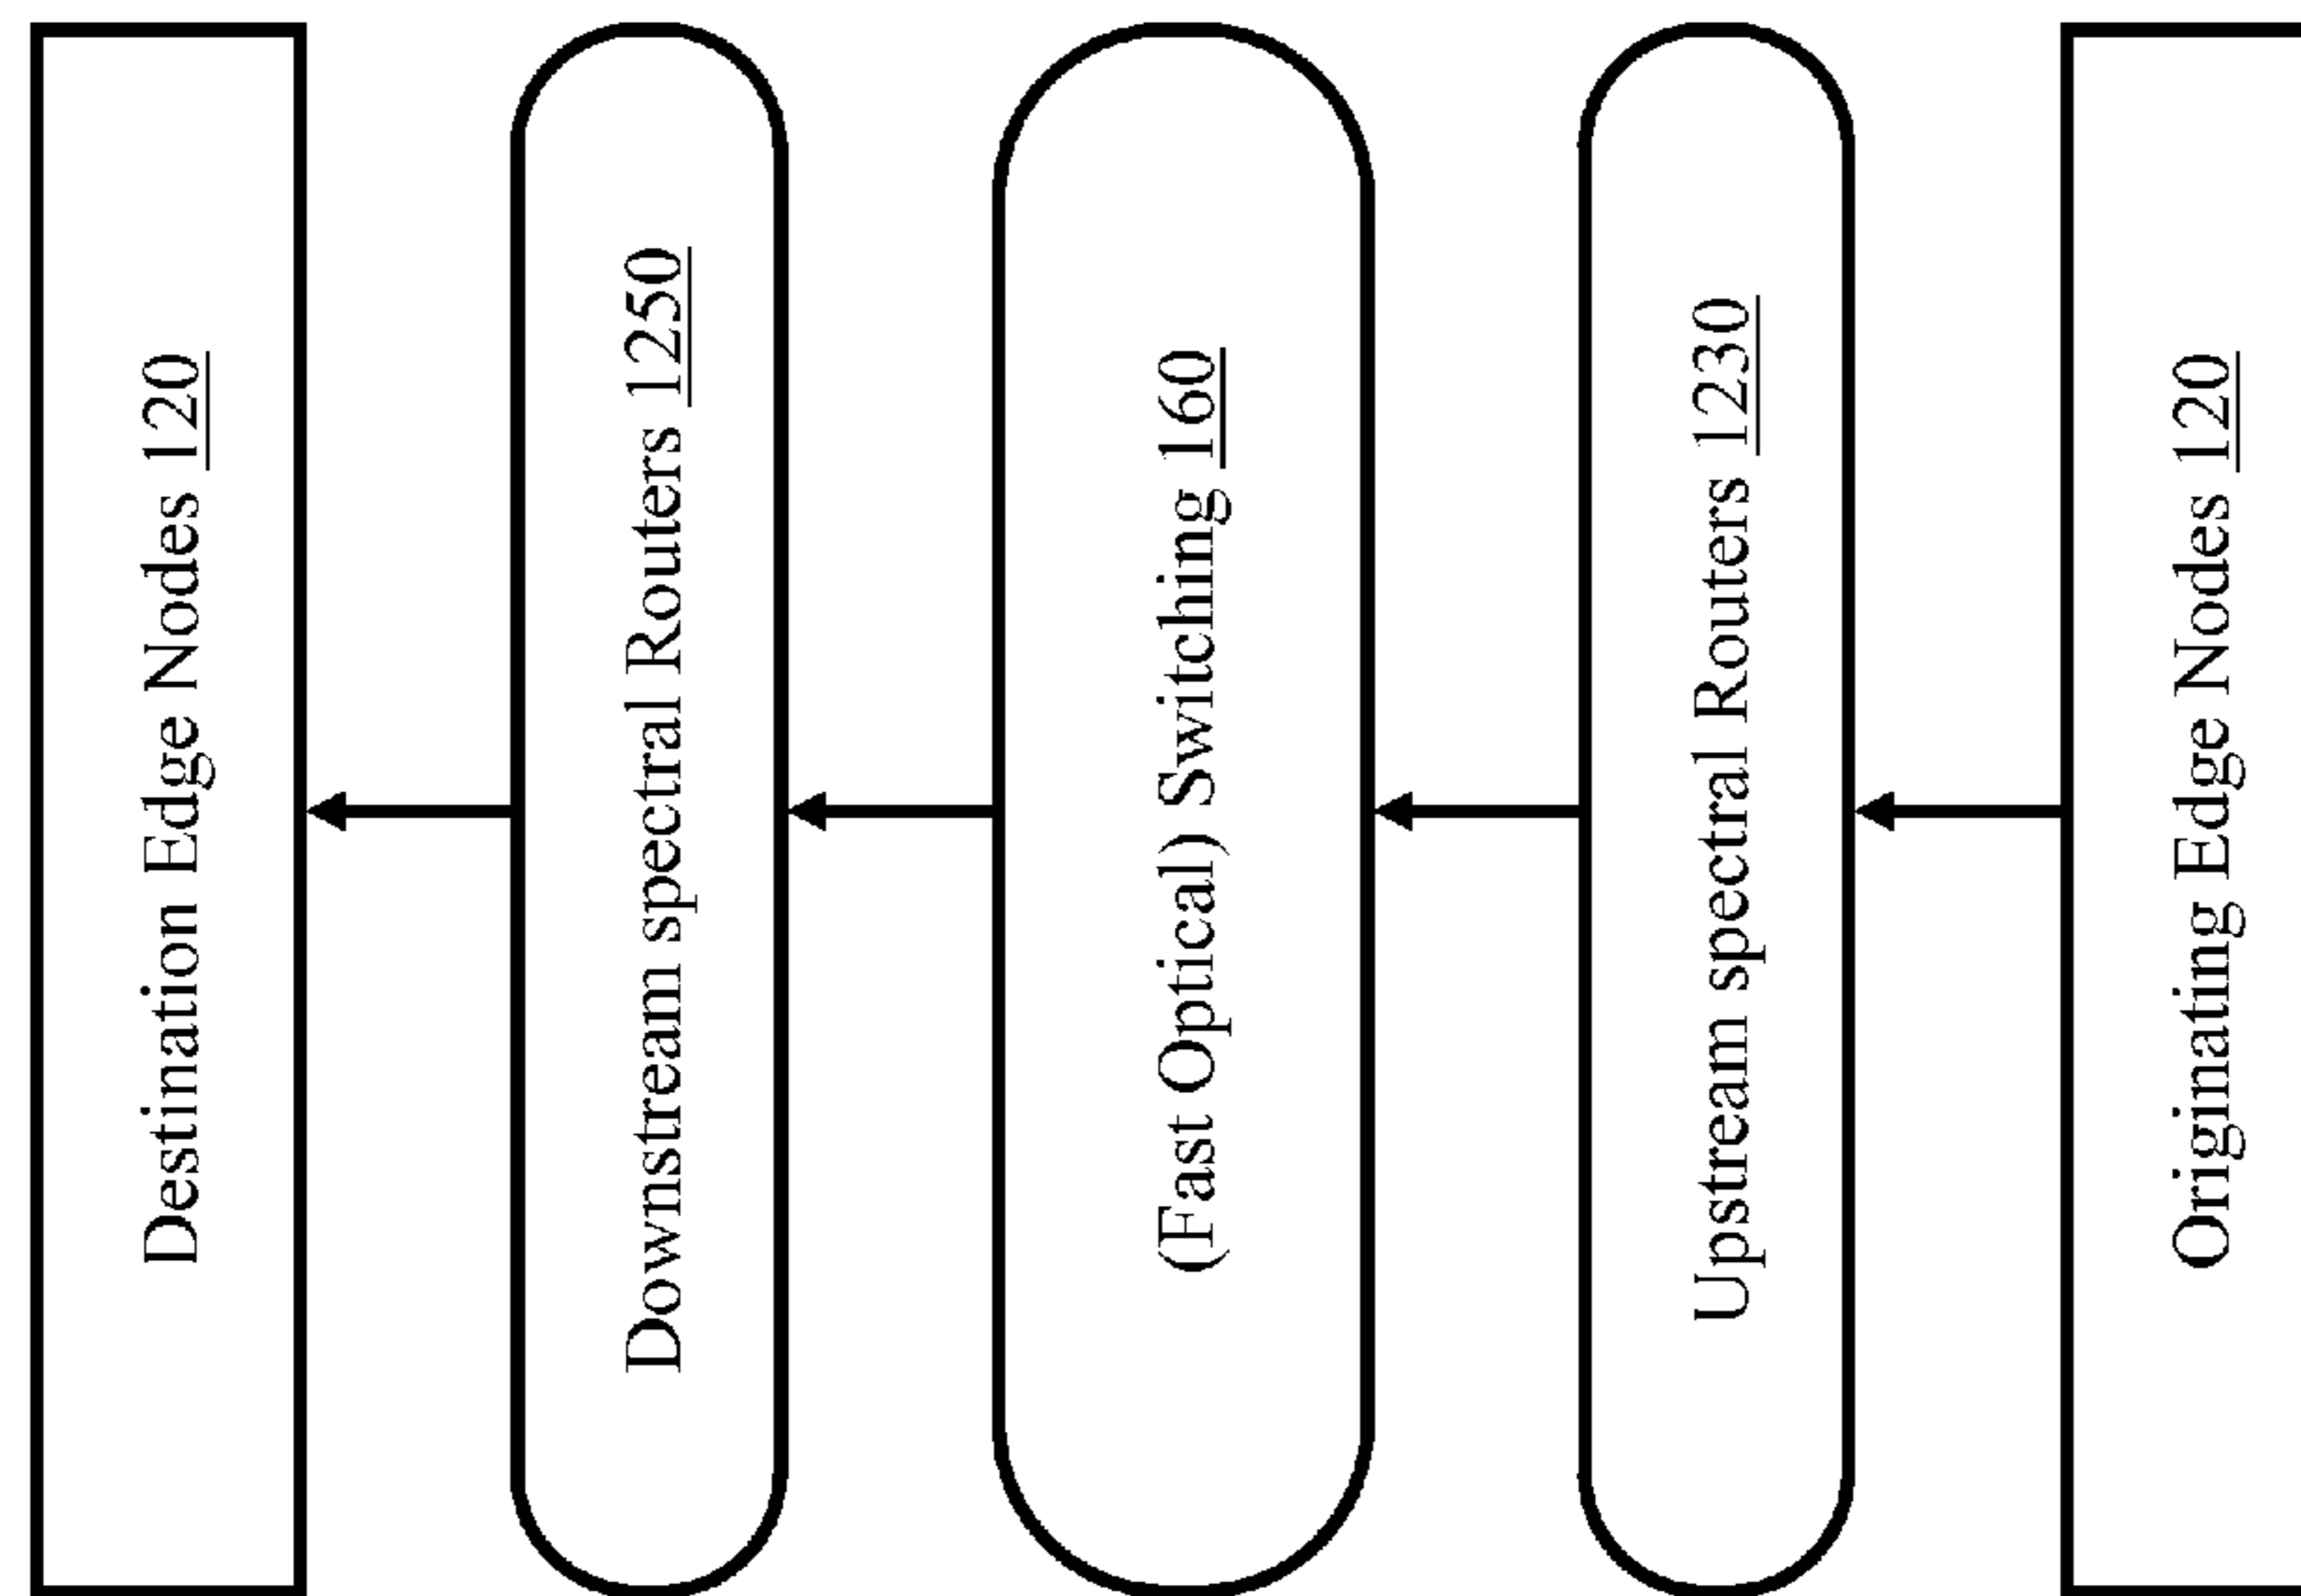 Destination Edge Nodes 120
Downstream spectral Routers 1250
(Fast Optical) Switching 160
Upstream spectral Routers 1230
Originating Edge Nodes 120